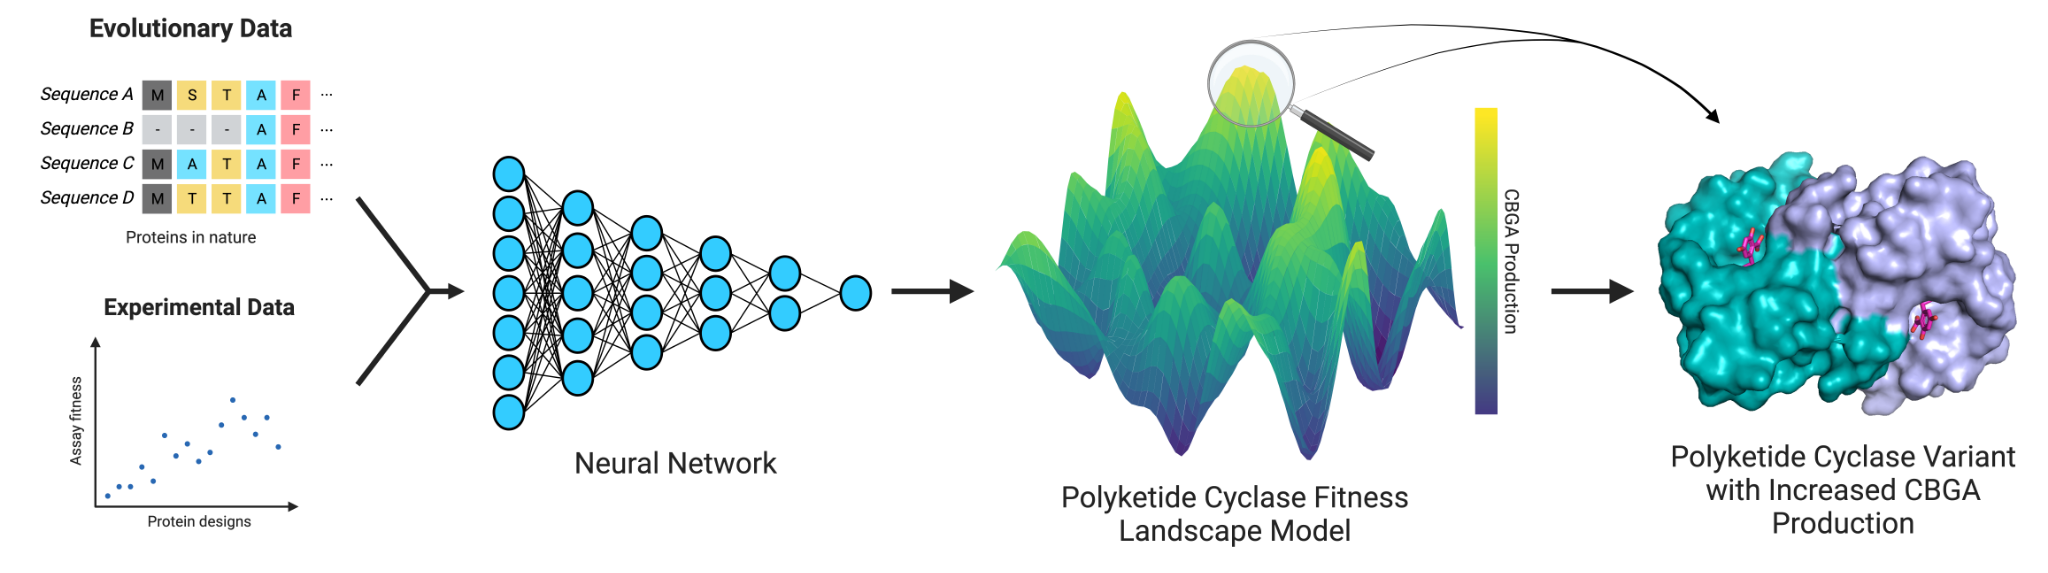 Evolutionary Data
Sequence A M S T A F ...
Sequence B - - - A F ...
Sequence C M A T A F ...
Sequence D M T T A F ...
Proteins in nature
Experimental Data
Assay fitness
Protein designs
Neural Network
CBGA Production
Polyketide Cyclase Fitness
Landscape Model
Polyketide Cyclase Variant
with Increased CBGA
Production